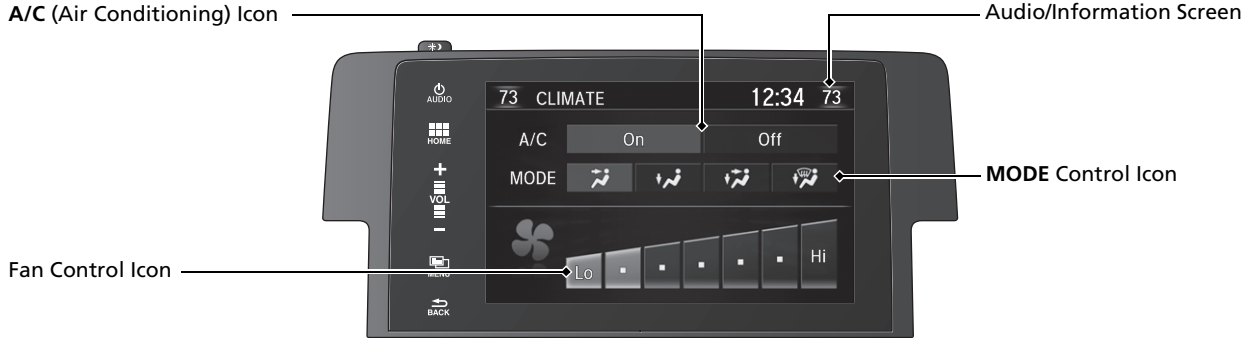 A/C (Air Conditioning) Icon
Audio/Information Screen
AUDIO
73 CLIMATE 12:34 73
HOME
A/C On Off
MODE
MODE Control Icon
+
VOL
-
Fan Control Icon
Lo Hi
MENU
BACK